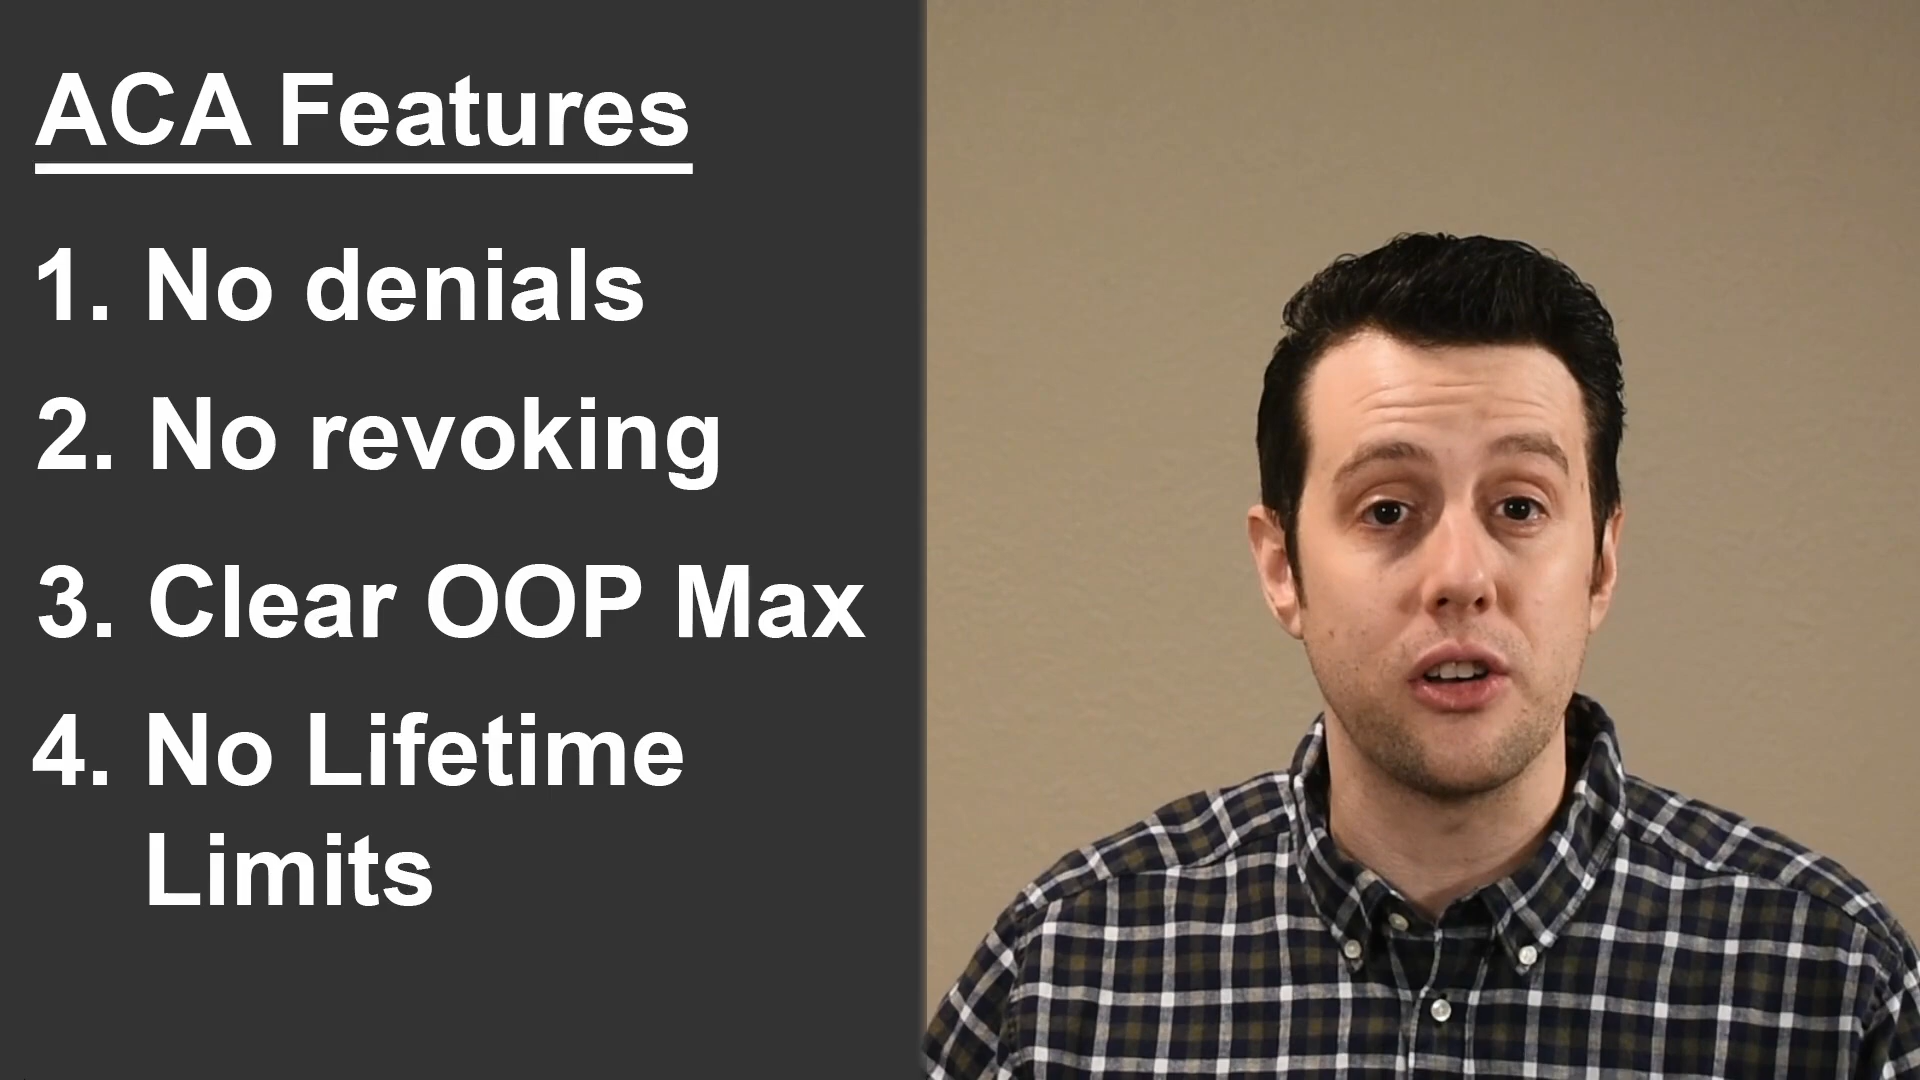 ACA Features
1. No denials
2. No revoking
3. Clear OOP Max
4. No Lifetime
Limits